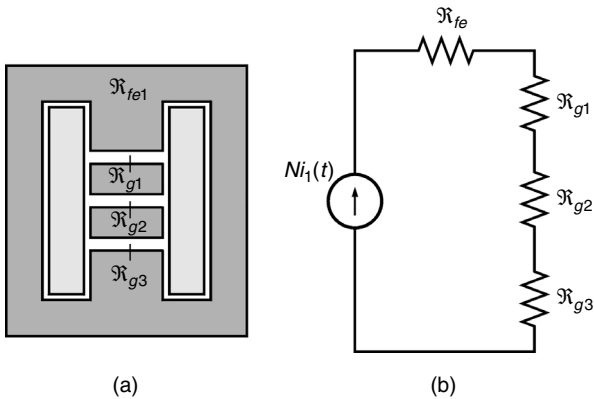 ℜfe1
ℜg1
ℜg2
ℜg3
(a)
ℜfe
ℜg1
Ni1(t)
ℜg2
ℜg3
(b)